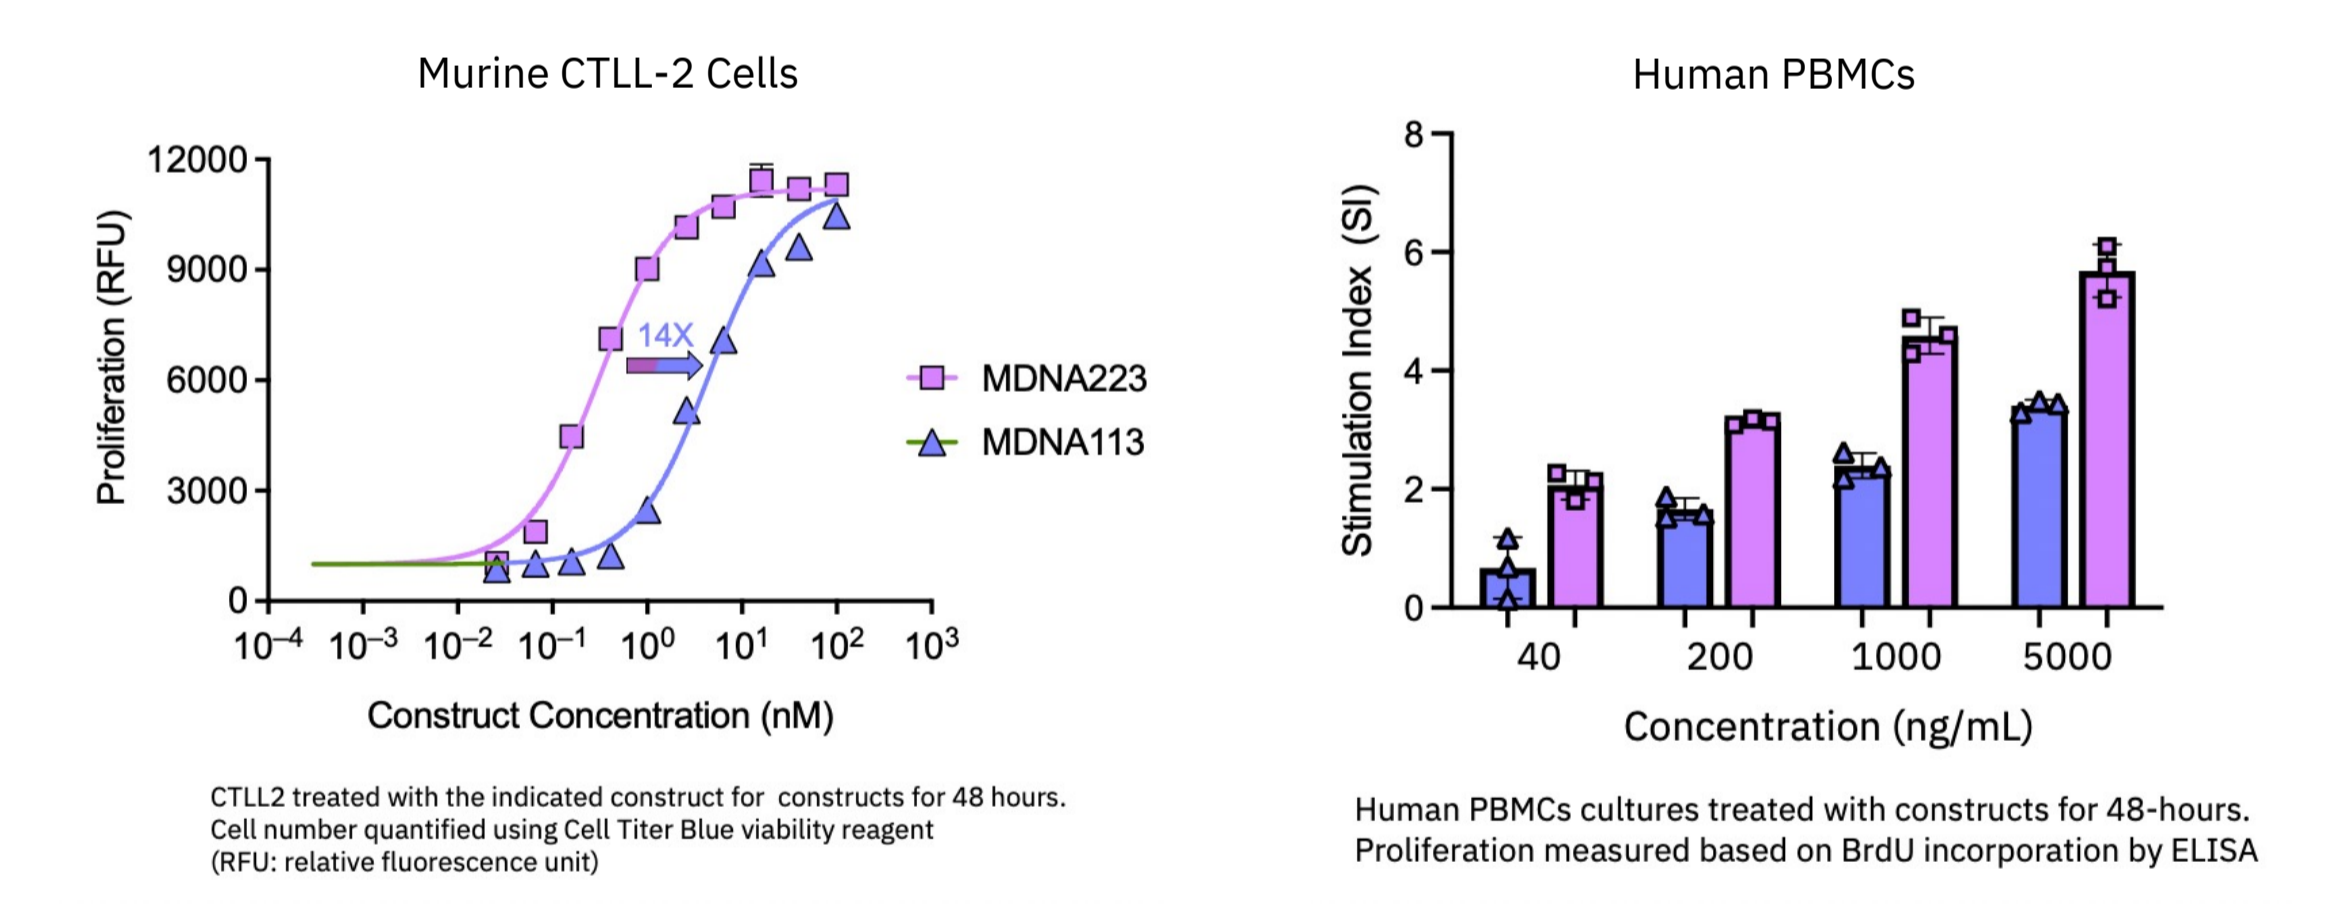 Murine CTLL-2 Cells
Proliferation (RFU)
12000
9000
6000
3000
0
14X
10⁻⁴ 10⁻³ 10⁻² 10⁻¹ 10⁰ 10¹ 10² 10³
Construct Concentration (nM)
MDNA223
MDNA113
CTLL2 treated with the indicated construct for  constructs for 48 hours.
Cell number quantified using Cell Titer Blue viability reagent
(RFU: relative fluorescence unit)
Human PBMCs
Stimulation Index (SI)
8
6
4
2
0
40 200 1000 5000
Concentration (ng/mL)
Human PBMCs cultures treated with constructs for 48-hours.
Proliferation measured based on BrdU incorporation by ELISA